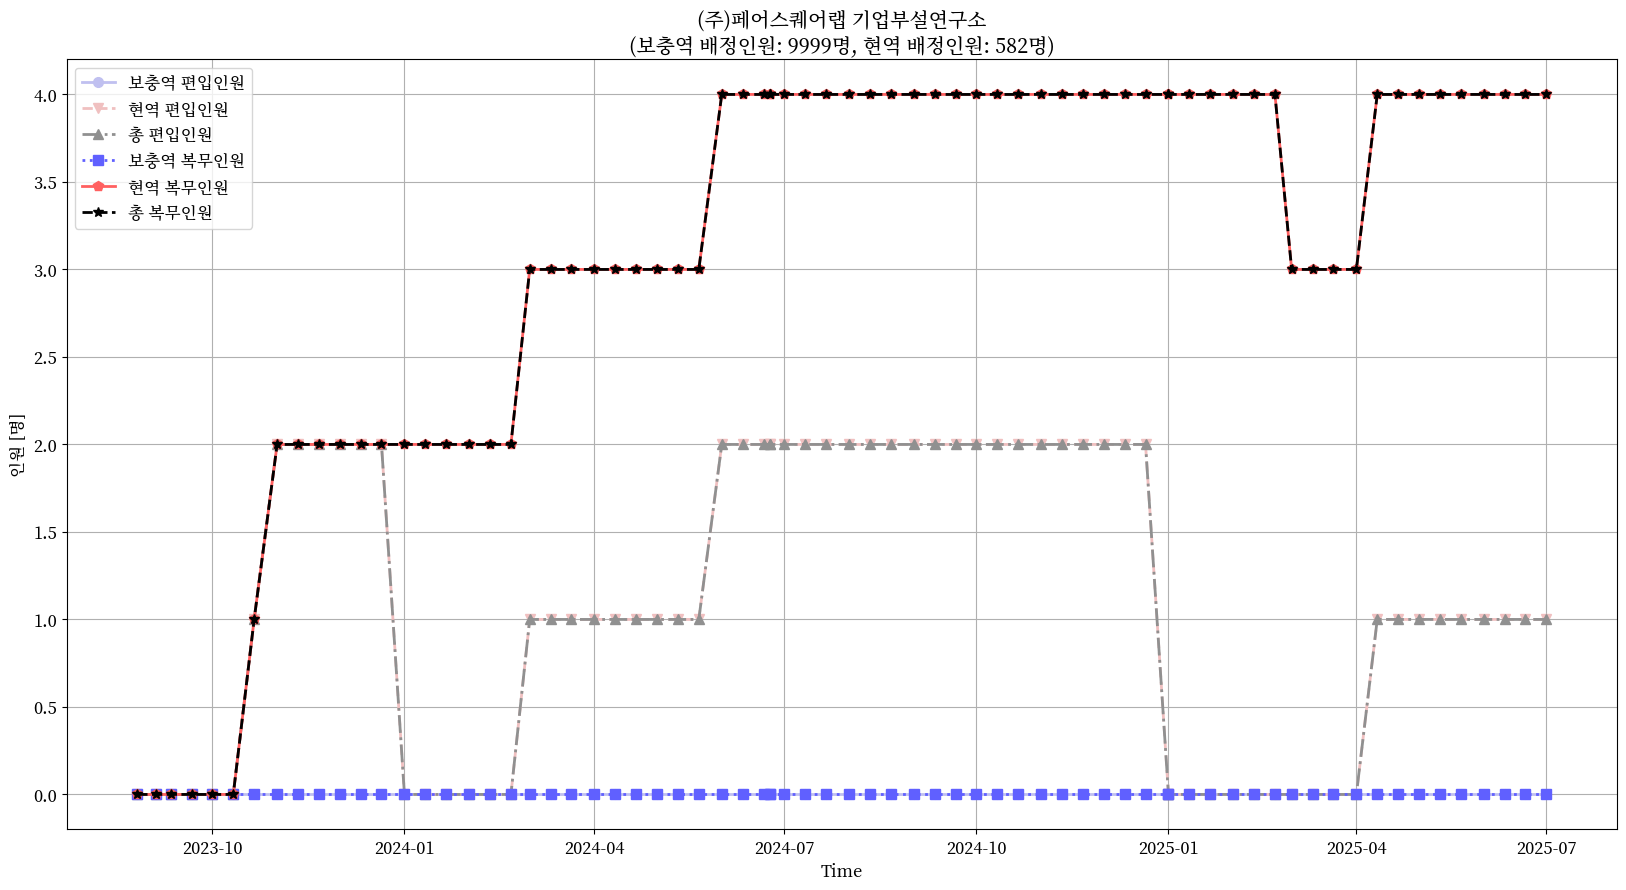 (주)페어스퀘어랩 기업부설연구소
(보충역 배정인원: 9999명, 현역 배정인원: 582명)
보충역 편입인원
현역 편입인원
총 편입인원
보충역 복무인원
현역 복무인원
총 복무인원
인원 [명]
4.0
3.5
3.0
2.5
2.0
1.5
1.0
0.5
0.0
2023-10
2024-01
2024-04
2024-07
2024-10
2025-01
2025-04
2025-07
Time